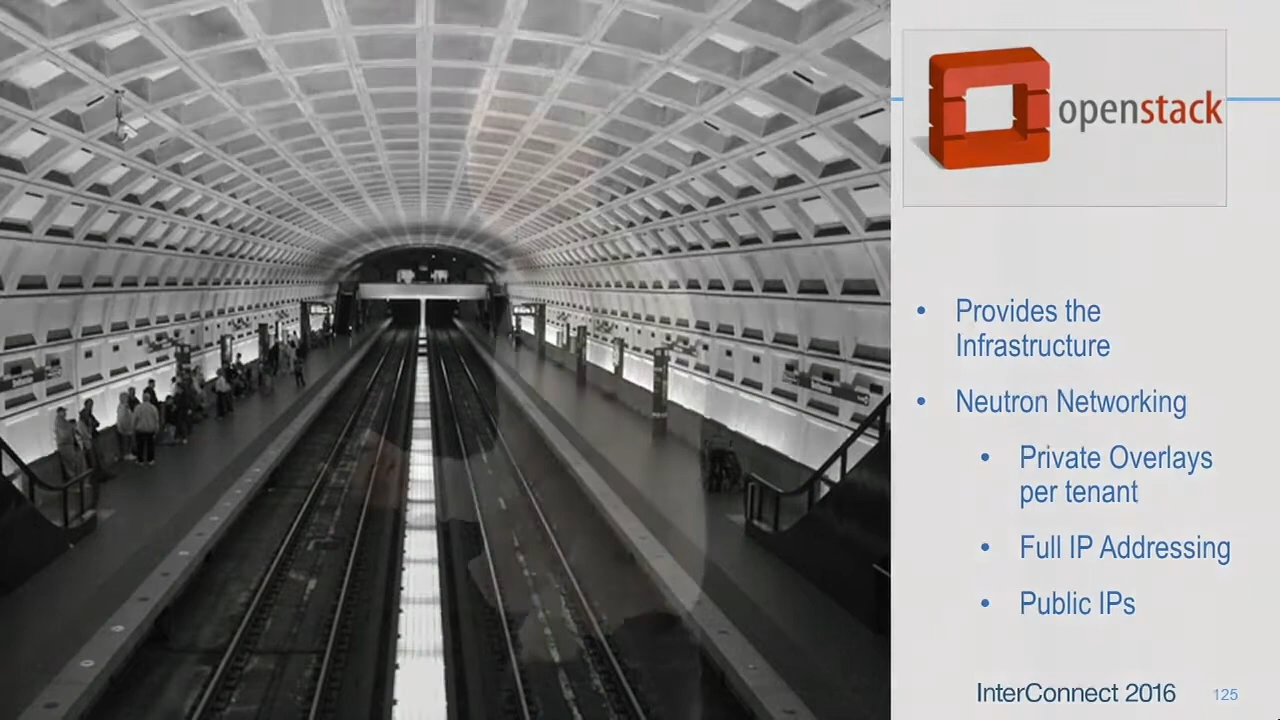 openstack
• Provides the
Infrastructure
• Neutron Networking
• Private Overlays
per tenant
• Full IP Addressing
• Public IPs
InterConnect 2016
125